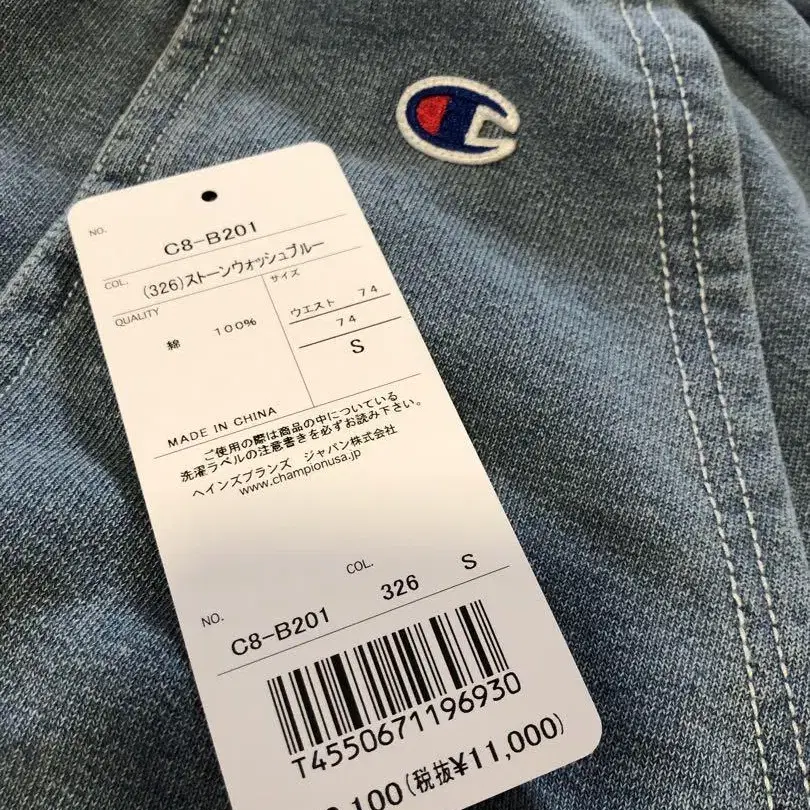 NO.
C8-B201
COL.
(326)ストーンウォッシュブルー
QUALITY
サイズ
綿 100%
ウエスト 74
74
S
MADE IN CHINA
ご使用の際は商品の中についている
洗濯ラベルの注意書きを必ずお読み下さい。
ヘインズブランズ ジャパン株式会社
www.championusa.jp
NO.
COL.
C8-B201 326 S
T4550671196930
,100(税抜¥11,000)